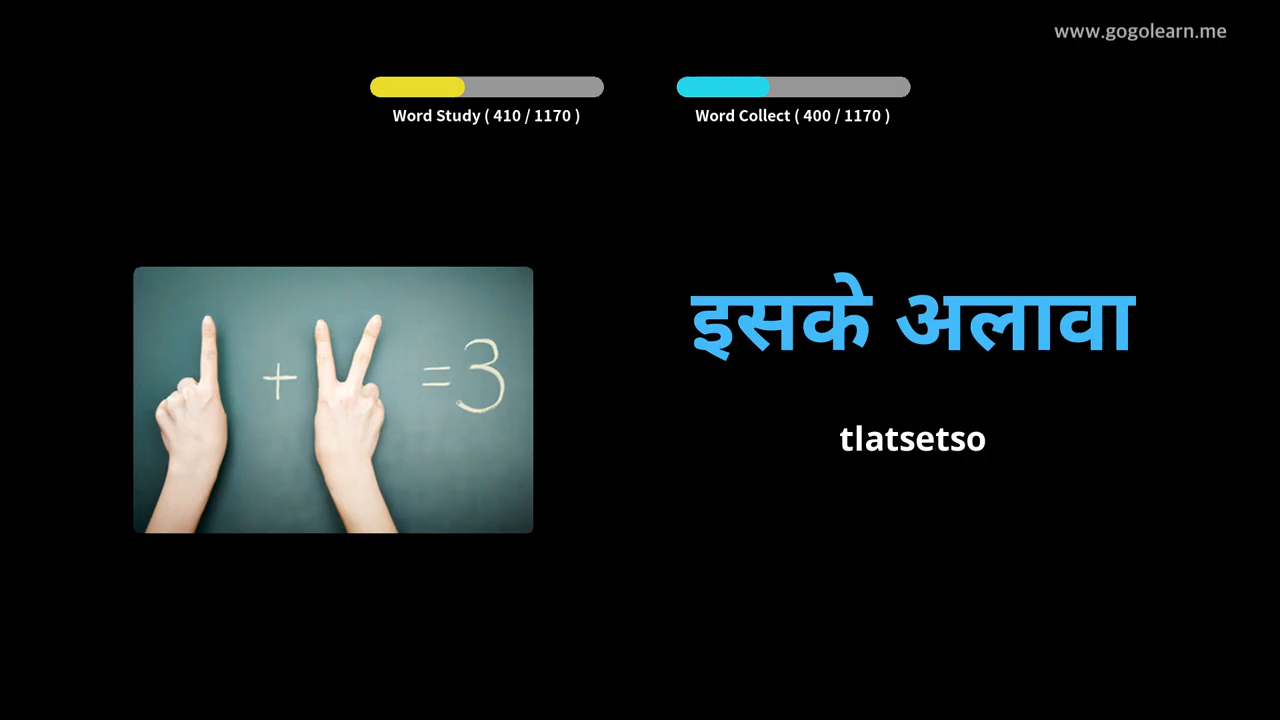 www.gogolearn.me
Word Study ( 410 / 1170 )
Word Collect ( 400 / 1170 )
+ = 3
इसके अलावा
tlatsetso